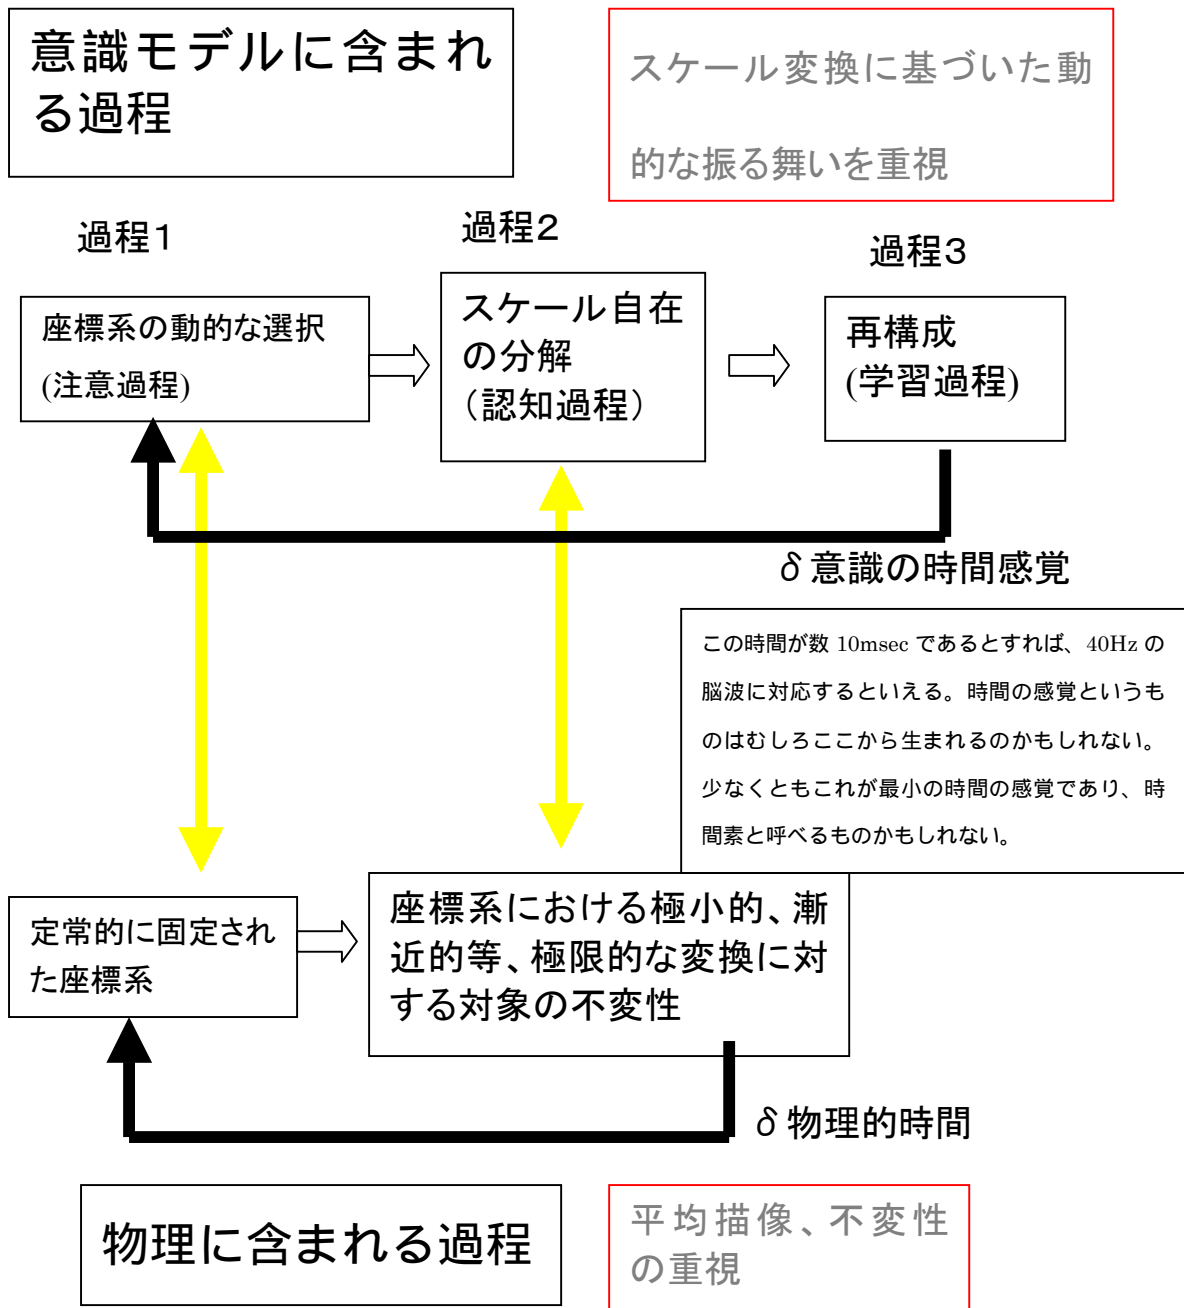 意識モデルに含まれ
る過程
スケール変換に基づいた動
的な振る舞いを重視
過程1
過程2
過程3
座標系の動的な選択
(注意過程)
スケール自在
の分解
（認知過程）
再構成
(学習過程)
δ意識の時間感覚
この時間が数 10msec であるとすれば、40Hz の
脳波に対応するといえる。時間の感覚というも
のはむしろここから生まれるのかもしれない。
少なくともこれが最小の時間の感覚であり、時
間素と呼べるものかもしれない。
定常的に固定され
た座標系
座標系における極小的、漸
近的等、極限的な変換に対
する対象の不変性
δ物理的時間
物理に含まれる過程
平均描像、不変性
の重視